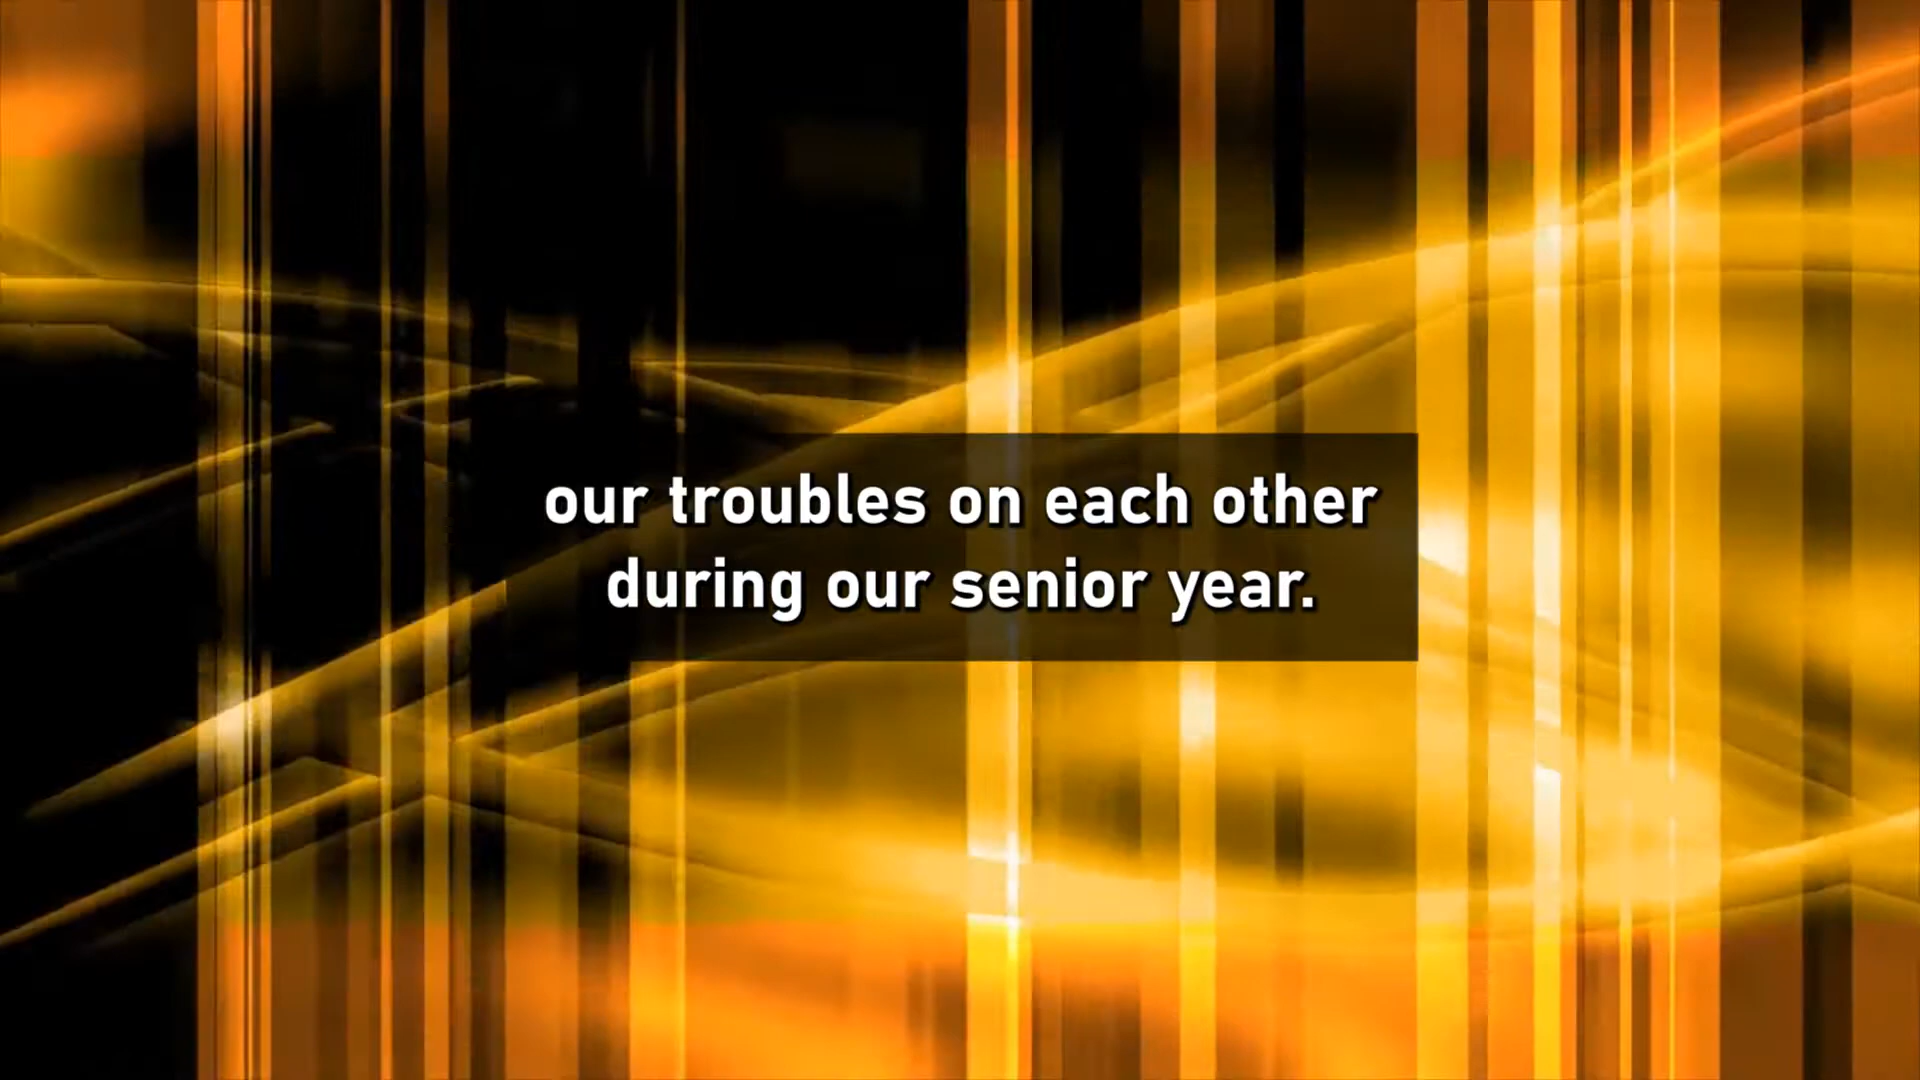 our troubles on each other
during our senior year.